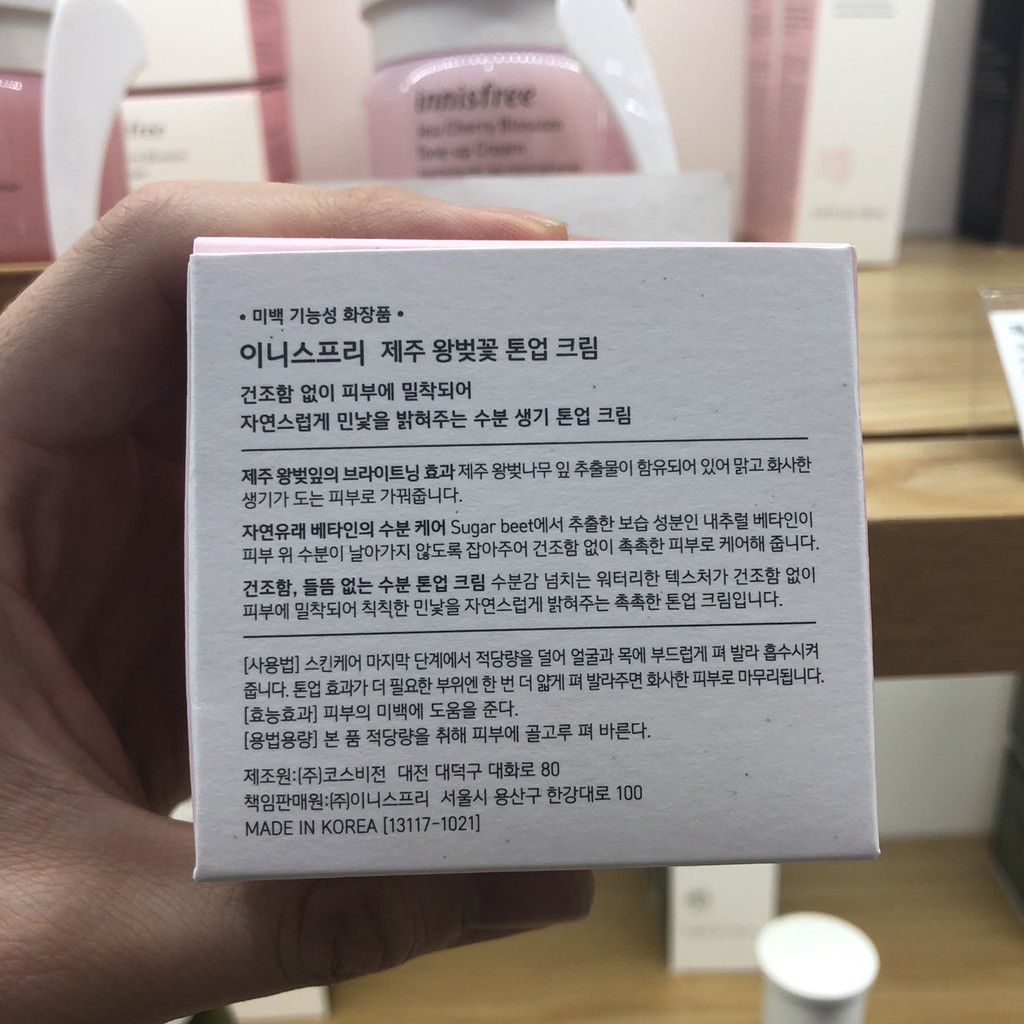 innisfree
Jeju Cherry Blossom
Tone-up Cream
• 미백 기능성 화장품 •
이니스프리 제주 왕벚꽃 톤업 크림
건조함 없이 피부에 밀착되어
자연스럽게 민낯을 밝혀주는 수분 생기 톤업 크림
제주 왕벚잎의 브라이트닝 효과 제주 왕벚나무 잎 추출물이 함유되어 있어 맑고 화사한
생기가 도는 피부로 가꿔줍니다.
자연유래 베타인의 수분 케어 Sugar beet에서 추출한 보습 성분인 내추럴 베타인이
피부 위 수분이 날아가지 않도록 잡아주어 건조함 없이 촉촉한 피부로 케어해 줍니다.
건조함, 들뜸 없는 수분 톤업 크림 수분감 넘치는 워터리한 텍스처가 건조함 없이
피부에 밀착되어 칙칙한 민낯을 자연스럽게 밝혀주는 촉촉한 톤업 크림입니다.
[사용법] 스킨케어 마지막 단계에서 적당량을 덜어 얼굴과 목에 부드럽게 펴 발라 흡수시켜
줍니다. 톤업 효과가 더 필요한 부위엔 한 번 더 얇게 펴 발라주면 화사한 피부로 마무리됩니다.
[효능효과] 피부의 미백에 도움을 준다.
[용법용량] 본 품 적당량을 취해 피부에 골고루 펴 바른다.
제조원:(주)코스비전 대전 대덕구 대화로 80
책임판매원:(주)이니스프리 서울시 용산구 한강대로 100
MADE IN KOREA [13117-1021]